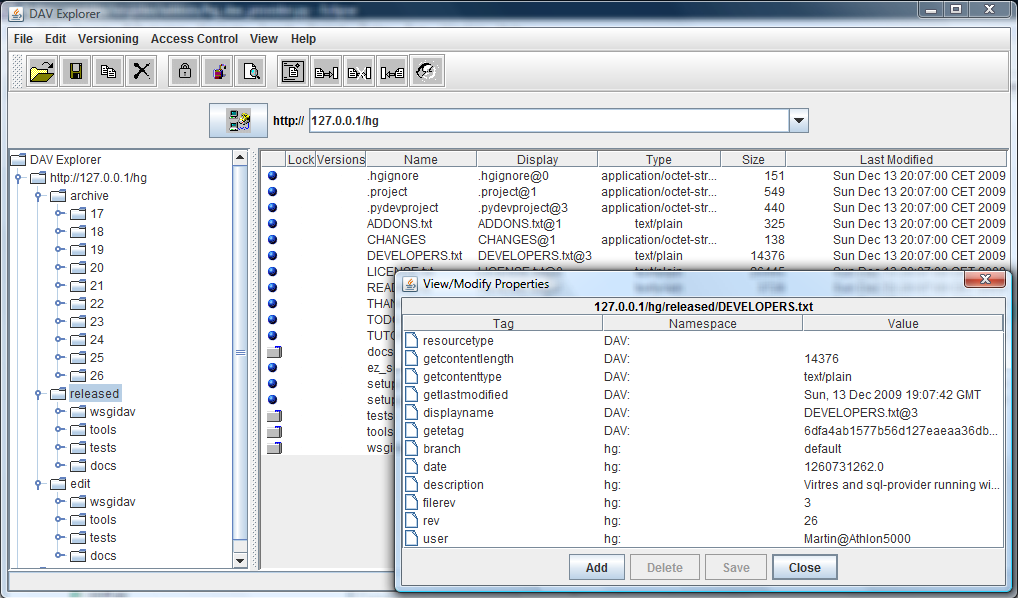 DAV Explorer
File Edit Versioning Access Control View Help
http:// 127.0.0.1/hg
DAV Explorer
http://127.0.0.1/hg
archive
17
18
19
20
21
22
23
24
25
26
released
wsgidav
tools
tests
docs
edit
wsgidav
tools
tests
docs
Lock Versions Name Display Type Size Last Modified
.hgignore .hgignore@0 application/octet-str... 151 Sun Dec 13 20:07:00 CET 2009
.project .project@1 application/octet-str... 549 Sun Dec 13 20:07:00 CET 2009
.pydevproject .pydevproject@3 application/octet-str... 440 Sun Dec 13 20:07:00 CET 2009
ADDONS.txt ADDONS.txt@1 text/plain 325 Sun Dec 13 20:07:00 CET 2009
CHANGES CHANGES@1 application/octet-str... 138 Sun Dec 13 20:07:00 CET 2009
DEVELOPERS.txt DEVELOPERS.txt@3 text/plain 14376 Sun Dec 13 20:07:00 CET 2009
LICENSE.txt
READ
THAN
TODO
TUTO
docs
ez_s
setup
setup
tests
tools
wsgi
View/Modify Properties
127.0.0.1/hg/released/DEVELOPERS.txt
Tag Namespace Value
resourcetype DAV:
getcontentlength DAV: 14376
getcontenttype DAV: text/plain
getlastmodified DAV: Sun, 13 Dec 2009 19:07:42 GMT
displayname DAV: DEVELOPERS.txt@3
getetag DAV: 6dfa4ab1577b56d127eaeaa36db...
branch hg: default
date hg: 1260731262.0
description hg: Virtres and sql-provider running wi...
filerev hg: 3
rev hg: 26
user hg: Martin@Athlon5000
Add Delete Save Close